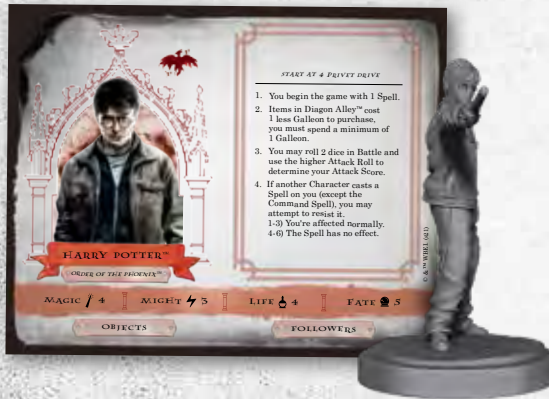 START AT 4 PRIVET DRIVE
1. You begin the game with 1 Spell.
2. Items in Diagon Alley™ cost
1 less Galleon to purchase,
you must spend a minimum of
1 Galleon.
3. You may roll 2 dice in Battle and
use the higher Attack Roll to
determine your Attack Score.
4. If another Character casts a
Spell on you (except the
Command Spell), you may
attempt to resist it.
1-3) You're affected normally.
4-6) The Spell has no effect.
HARRY POTTER™
ORDER OF THE PHOENIX™
MAGIC 4
MIGHT 3
LIFE 4
FATE 5
OBJECTS
FOLLOWERS
© & ™ WBEI. (s21)